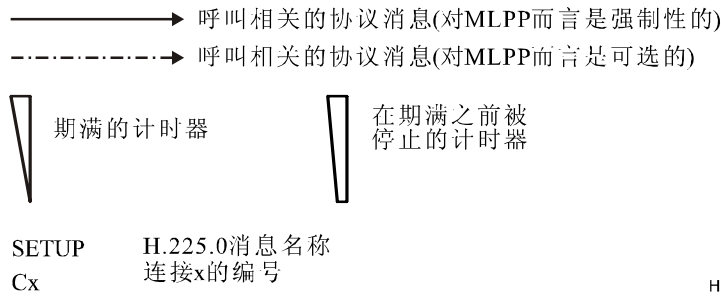 呼叫相关的协议消息(对MLPP而言是强制性的)
呼叫相关的协议消息(对MLPP而言是可选的)
期满的计时器
在期满之前被
停止的计时器
SETUP H.225.0消息名称
Cx 连接x的编号
H